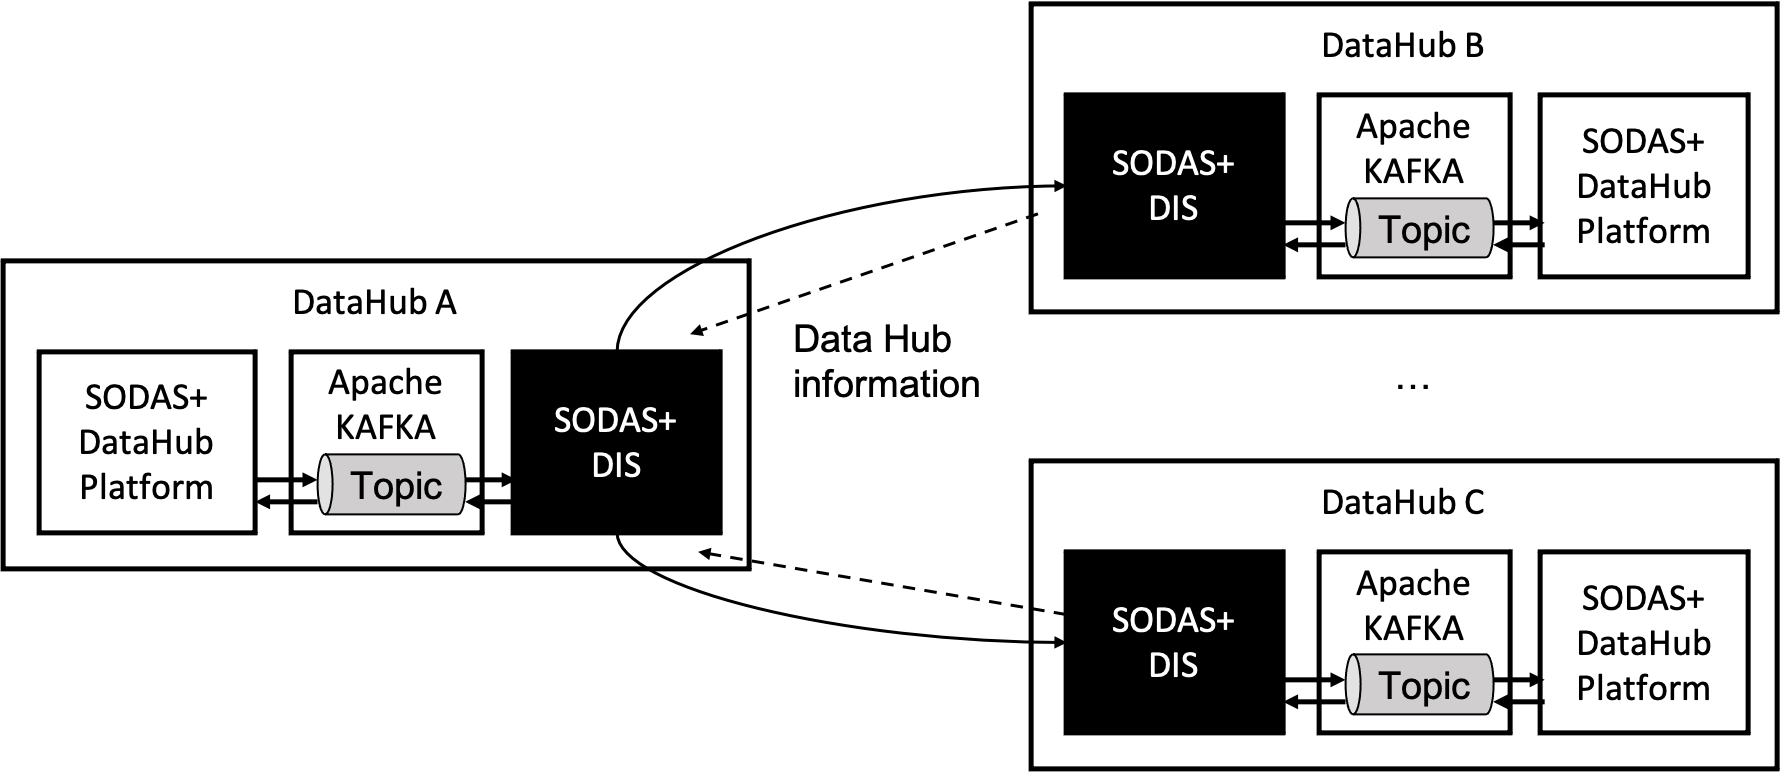 DataHub A
SODAS+
DataHub
Platform
Apache
KAFKA
Topic
SODAS+
DIS
Data Hub
information
DataHub B
SODAS+
DIS
Apache
KAFKA
Topic
SODAS+
DataHub
Platform
...
DataHub C
SODAS+
DIS
Apache
KAFKA
Topic
SODAS+
DataHub
Platform